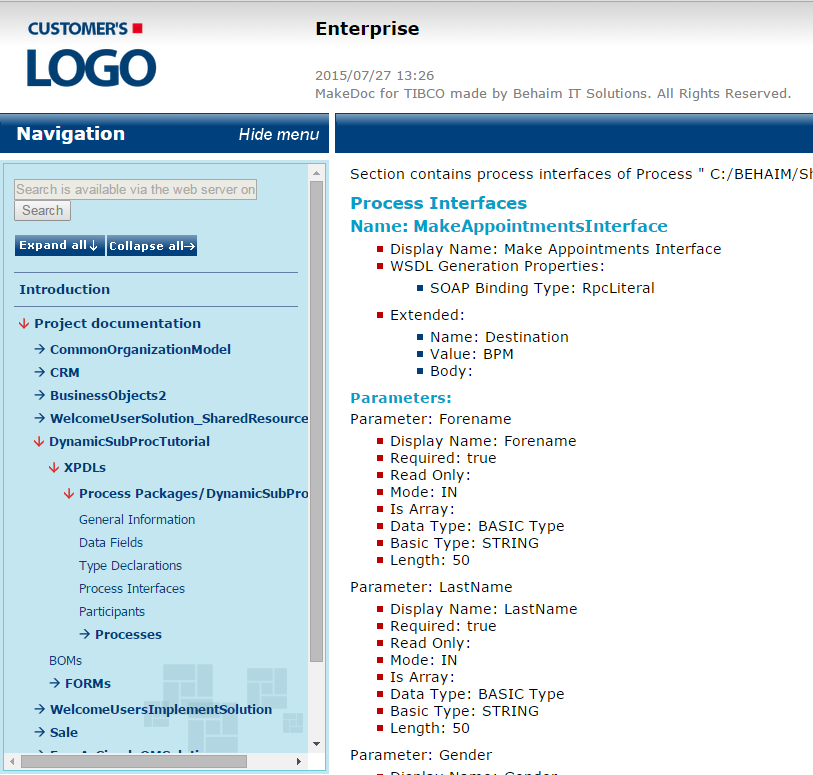 CUSTOMER'S
LOGO
Enterprise
2015/07/27 13:26
MakeDoc for TIBCO made by Behaim IT Solutions. All Rights Reserved.
Navigation
Hide menu
Search is available via the web server on
Search
Expand all↓
Collapse all→
Introduction
↓ Project documentation
→ CommonOrganizationModel
→ CRM
→ BusinessObjects2
→ WelcomeUserSolution_SharedResource
↓ DynamicSubProcTutorial
↓ XPDLs
↓ Process Packages/DynamicSubPro
General Information
Data Fields
Type Declarations
Process Interfaces
Participants
→ Processes
BOMs
→ FORMs
→ WelcomeUsersImplementSolution
→ Sale
Section contains process interfaces of Process " C:/BEHAIM/Sh
Process Interfaces
Name: MakeAppointmentsInterface
Display Name: Make Appointments Interface
WSDL Generation Properties:
SOAP Binding Type: RpcLiteral
Extended:
Name: Destination
Value: BPM
Body:
Parameters:
Parameter: Forename
Display Name: Forename
Required: true
Read Only:
Mode: IN
Is Array:
Data Type: BASIC Type
Basic Type: STRING
Length: 50
Parameter: LastName
Display Name: LastName
Required: true
Read Only:
Mode: IN
Is Array:
Data Type: BASIC Type
Basic Type: STRING
Length: 50
Parameter: Gender
Display Name: Gender